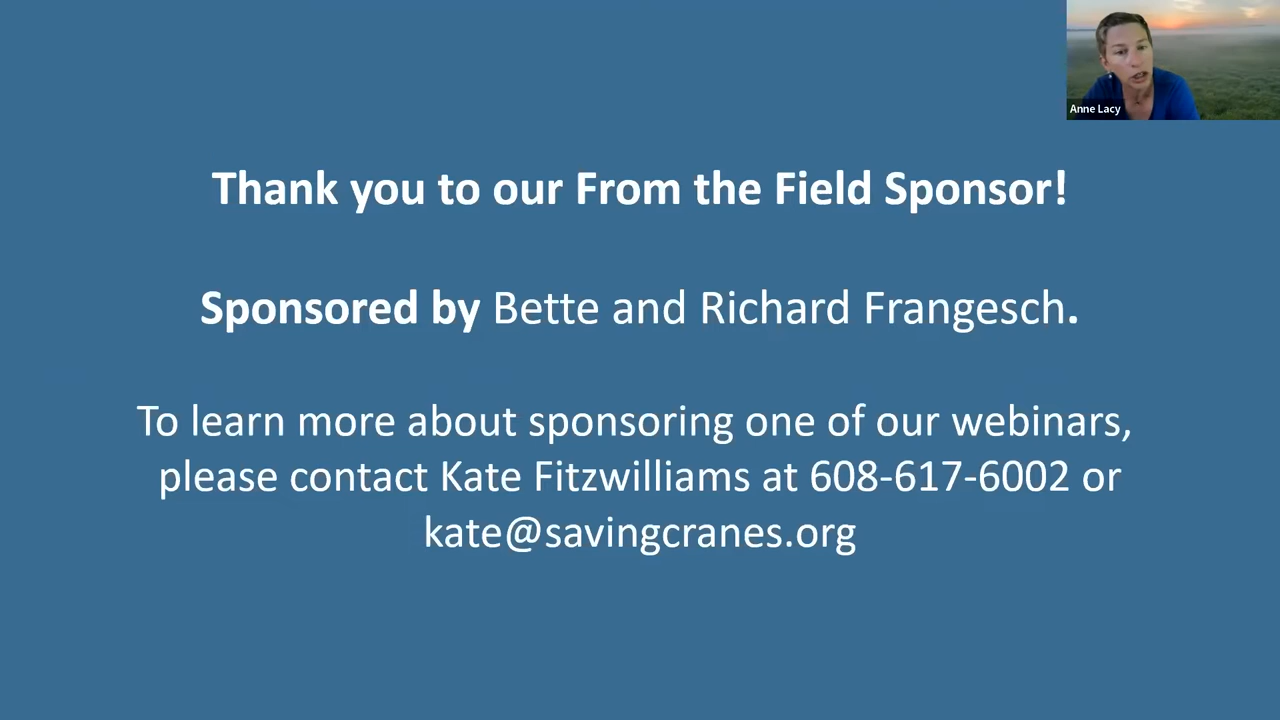 Anne Lacy
Thank you to our From the Field Sponsor!
Sponsored by Bette and Richard Frangesch.
To learn more about sponsoring one of our webinars,
please contact Kate Fitzwilliams at 608-617-6002 or
kate@savingcranes.org